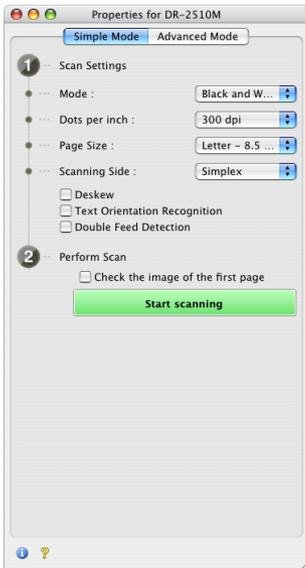 Properties for DR-2510M
Simple Mode Advanced Mode
1 Scan Settings
Mode : Black and W...
Dots per inch : 300 dpi
Page Size : Letter – 8.5 ...
Scanning Side : Simplex
Deskew
Text Orientation Recognition
Double Feed Detection
2 Perform Scan
Check the image of the first page
Start scanning
i ?